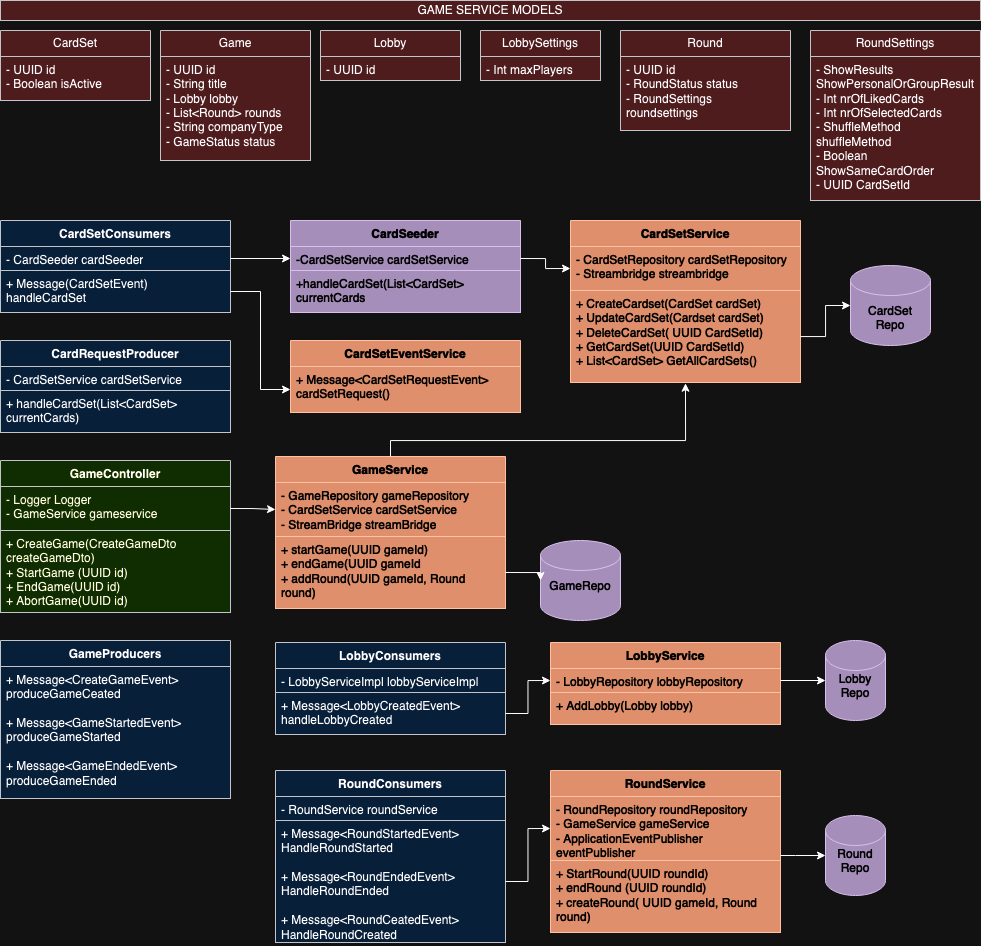 GAME SERVICE MODELS
CardSet
- UUID id
- Boolean isActive
Game
- UUID id
- String title
- Lobby lobby
- List<Round> rounds
- String companyType
- GameStatus status
Lobby
- UUID id
LobbySettings
- Int maxPlayers
Round
- UUID id
- RoundStatus status
- RoundSettings
roundsettings
RoundSettings
- ShowResults
ShowPersonalOrGroupResult
- Int nrOfLikedCards
- Int nrOfSelectedCards
- ShuffleMethod
shuffleMethod
- Boolean
ShowSameCardOrder
- UUID CardSetId
CardSetConsumers
- CardSeeder cardSeeder
+ Message(CardSetEvent)
handleCardSet
CardSeeder
-CardSetService cardSetService
+handleCardSet(List<CardSet>
currentCards
CardSetService
- CardSetRepository cardSetRepository
- Streambridge streambridge
+ CreateCardset(CardSet cardSet)
+ UpdateCardSet(Cardset cardSet)
+ DeleteCardSet( UUID CardSetId)
+ GetCardSet(UUID CardSetId)
+ List<CardSet> GetAllCardSets()
CardSet
Repo
CardRequestProducer
- CardSetService cardSetService
+ handleCardSet(List<CardSet>
currentCards)
CardSetEventService
+ Message<CardSetRequestEvent>
cardSetRequest()
GameController
- Logger Logger
- GameService gameservice
+ CreateGame(CreateGameDto
createGameDto)
+ StartGame (UUID id)
+ EndGame(UUID id)
+ AbortGame(UUID id)
GameService
- GameRepository gameRepository
- CardSetService cardSetService
- StreamBridge streamBridge
+ startGame(UUID gameId)
+ endGame(UUID gameId
+ addRound(UUID gameId, Round
round)
GameRepo
GameProducers
+ Message<CreateGameEvent>
produceGameCeated
+ Message<GameStartedEvent>
produceGameStarted
+ Message<GameEndedEvent>
produceGameEnded
LobbyConsumers
- LobbyServiceImpl lobbyServiceImpl
+ Message<LobbyCreatedEvent>
handleLobbyCreated
LobbyService
- LobbyRepository lobbyRepository
+ AddLobby(Lobby lobby)
Lobby
Repo
RoundConsumers
- RoundService roundService
+ Message<RoundStartedEvent>
HandleRoundStarted
+ Message<RoundEndedEvent>
HandleRoundEnded
+ Message<RoundCeatedEvent>
HandleRoundCreated
RoundService
- RoundRepository roundRepository
- GameService gameService
- ApplicationEventPublisher
eventPublisher
+ StartRound(UUID roundId)
+ endRound (UUID roundId)
+ createRound( UUID gameId, Round
round)
Round
Repo